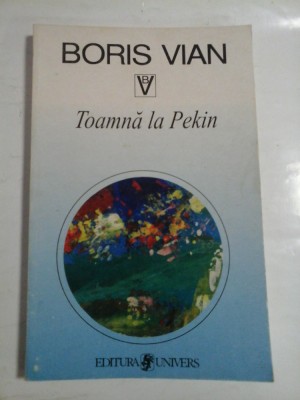 BORIS VIAN
BV
Toamnă la Pekin
EDITURA UNIVERS